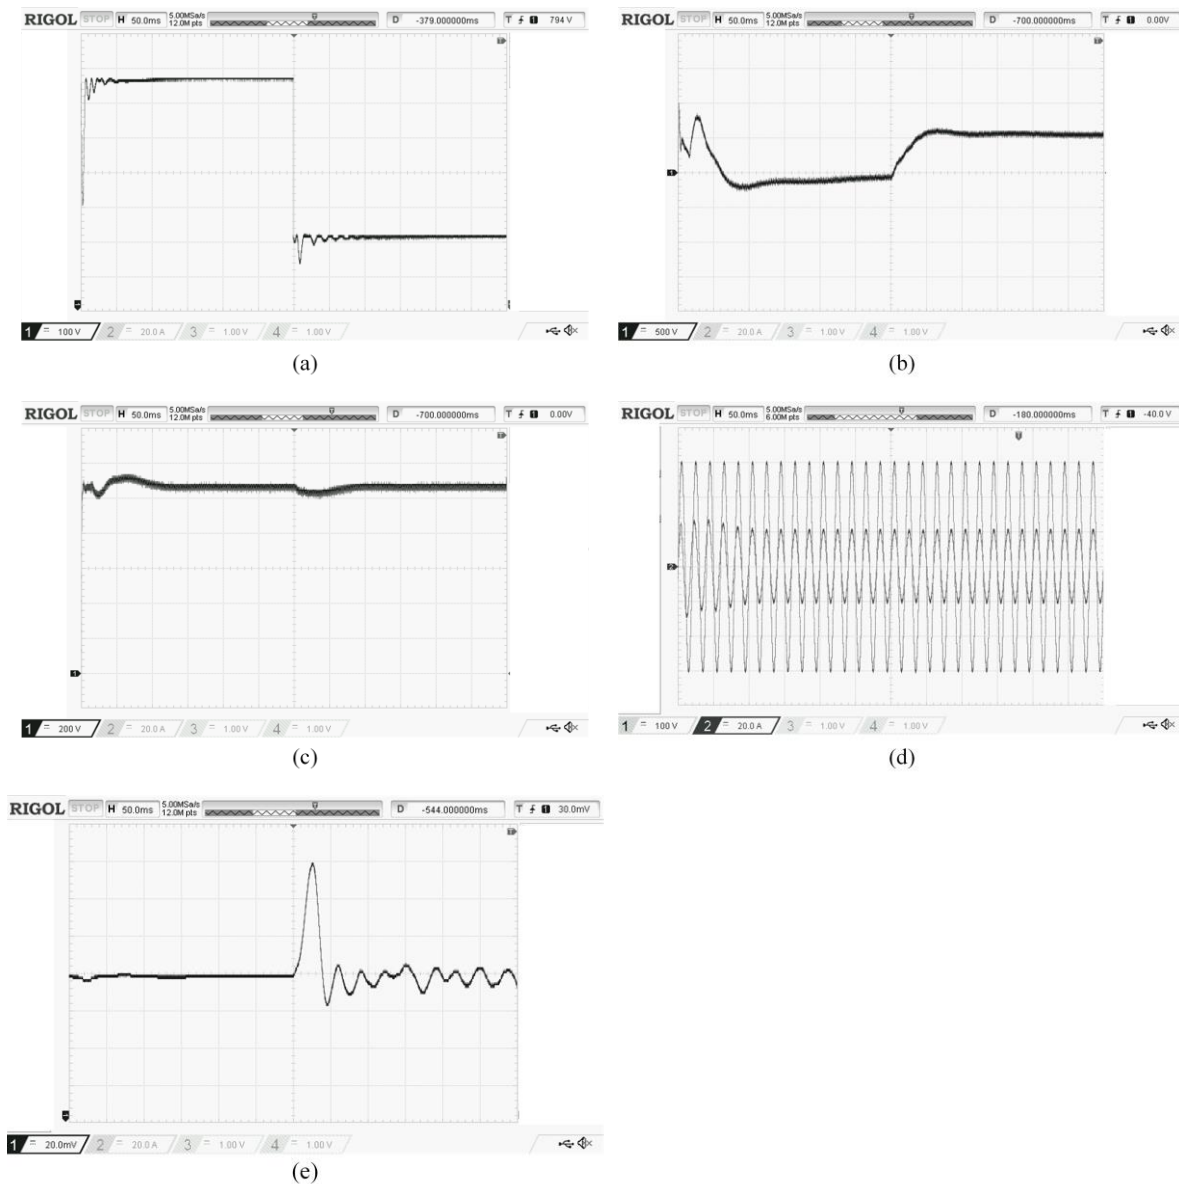 RIGOL STOP H 50.0ms 5.00MSa/s 12.0M pts D -379.000000ms T 1 794 V
1 = 100 V 2 = 20.0 A 3 = 1.00 V 4 = 1.00 V
(a)
RIGOL STOP H 50.0ms 5.00MSa/s 12.0M pts D -700.000000ms T 1 0.00V
1
1 = 500 V 2 = 20.0 A 3 = 1.00 V 4 = 1.00 V
(b)
RIGOL STOP H 50.0ms 5.00MSa/s 12.0M pts D -700.000000ms T 1 0.00V
1
1 = 200 V 2 = 20.0 A 3 = 1.00 V 4 = 1.00 V
(c)
RIGOL STOP H 50.0ms 5.00MSa/s 6.00M pts D -180.000000ms T 1 -40.0 V
2
1 = 100 V 2 = 20.0 A 3 = 1.00 V 4 = 1.00 V
(d)
RIGOL STOP H 50.0ms 5.00MSa/s 12.0M pts D -544.000000ms T 1 30.0mV
1 = 20.0mV 2 = 20.0 A 3 = 1.00 V 4 = 1.00 V
(e)